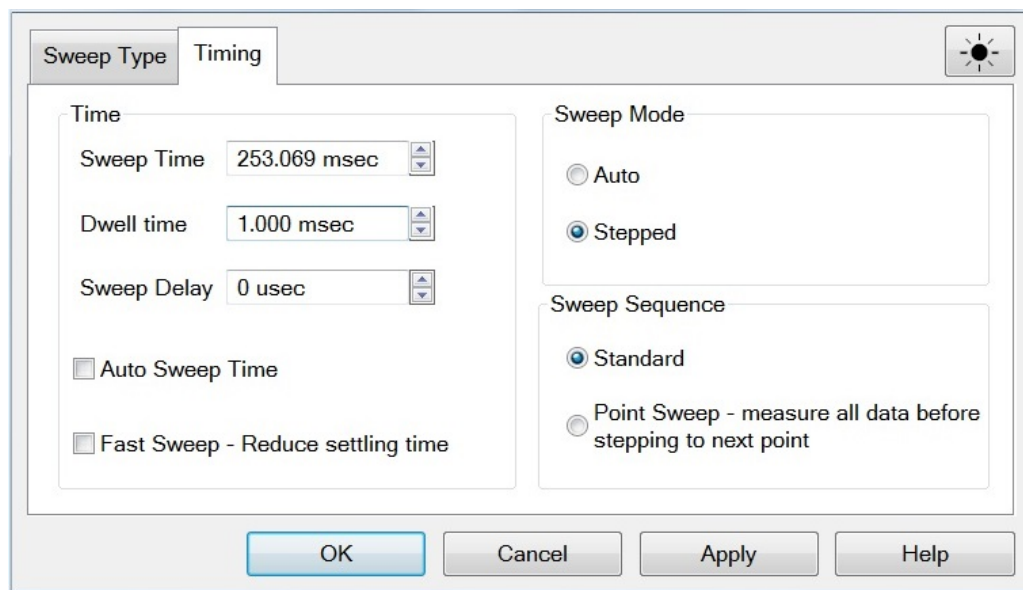 Sweep Type
Timing
Time
Sweep Time
253.069 msec
Dwell time
1.000 msec
Sweep Delay
0 usec
Auto Sweep Time
Fast Sweep - Reduce settling time
Sweep Mode
Auto
Stepped
Sweep Sequence
Standard
Point Sweep - measure all data before
stepping to next point
OK
Cancel
Apply
Help